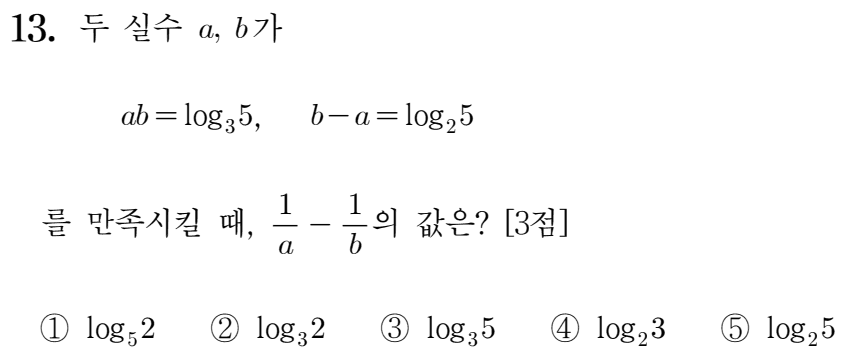 13. 두 실수 a, b가
ab = log₃5, b − a = log₂5
를 만족시킬 때, 1/a − 1/b의 값은? [3점]
① log₅2 ② log₃2 ③ log₃5 ④ log₂3 ⑤ log₂5